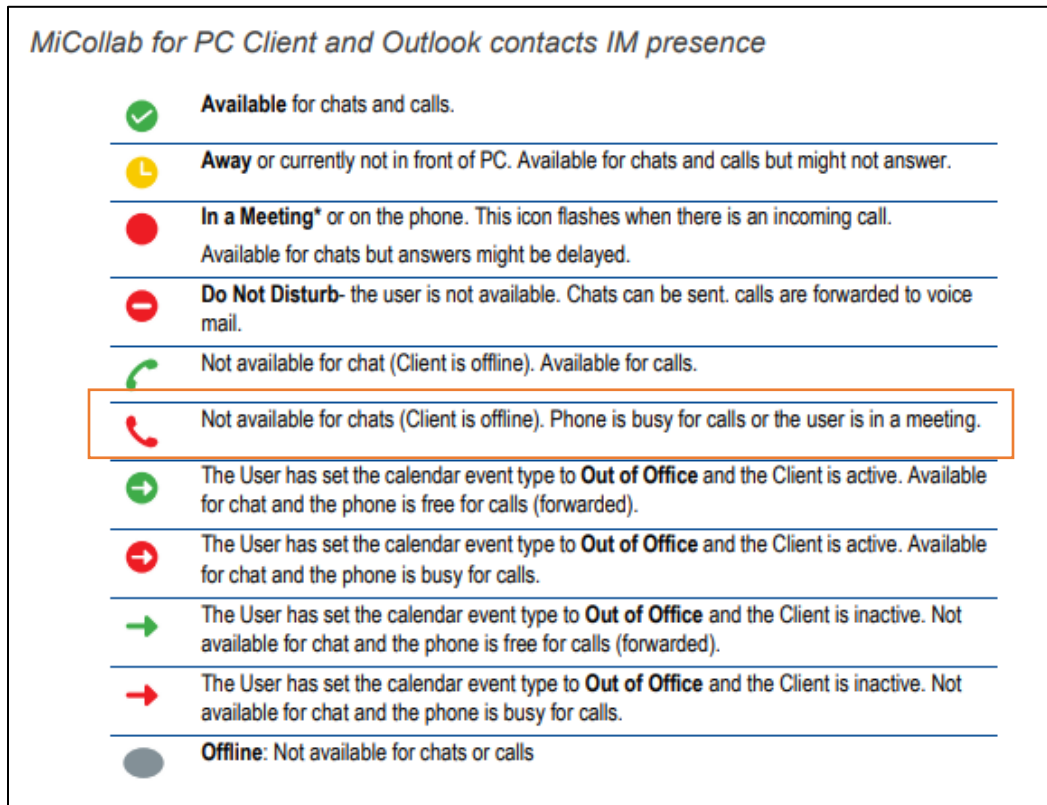 MiCollab for PC Client and Outlook contacts IM presence
Available for chats and calls.
Away or currently not in front of PC. Available for chats and calls but might not answer.
In a Meeting* or on the phone. This icon flashes when there is an incoming call.
Available for chats but answers might be delayed.
Do Not Disturb- the user is not available. Chats can be sent. calls are forwarded to voice
mail.
Not available for chat (Client is offline). Available for calls.
Not available for chats (Client is offline). Phone is busy for calls or the user is in a meeting.
The User has set the calendar event type to Out of Office and the Client is active. Available
for chat and the phone is free for calls (forwarded).
The User has set the calendar event type to Out of Office and the Client is active. Available
for chat and the phone is busy for calls.
The User has set the calendar event type to Out of Office and the Client is inactive. Not
available for chat and the phone is free for calls (forwarded).
The User has set the calendar event type to Out of Office and the Client is inactive. Not
available for chat and the phone is busy for calls.
Offline: Not available for chats or calls